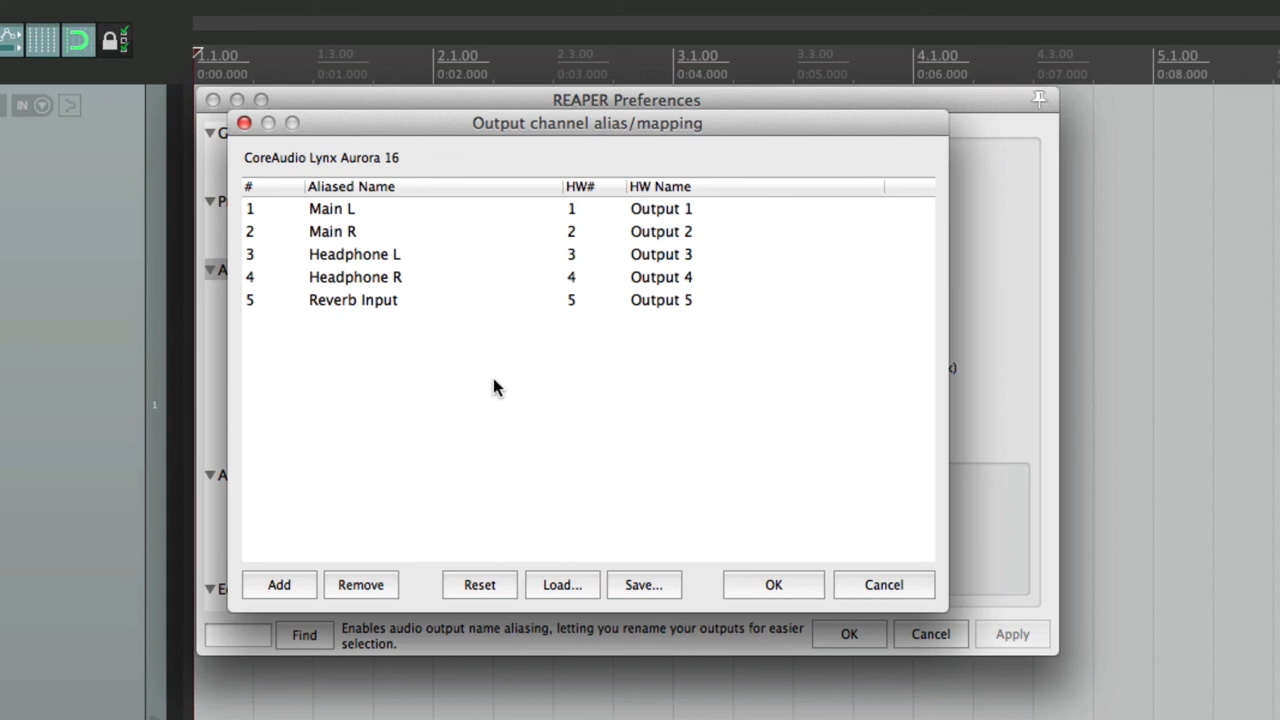 1.1.00 1.3.00 2.1.00 2.3.00 3.1.00 3.3.00 4.1.00 4.3.00 5.1.00
0:00.000 0:01.000 0:02.000 0:03.000 0:04.000 0:05.000 0:06.000 0:07.000 0:08.000
IN
REAPER Preferences
Output channel alias/mapping
CoreAudio Lynx Aurora 16
# Aliased Name HW# HW Name
1 Main L 1 Output 1
2 Main R 2 Output 2
3 Headphone L 3 Output 3
4 Headphone R 4 Output 4
5 Reverb Input 5 Output 5
1
Add Remove Reset Load... Save... OK Cancel
Find
Enables audio output name aliasing, letting you rename your outputs for easier
selection.
OK Cancel Apply